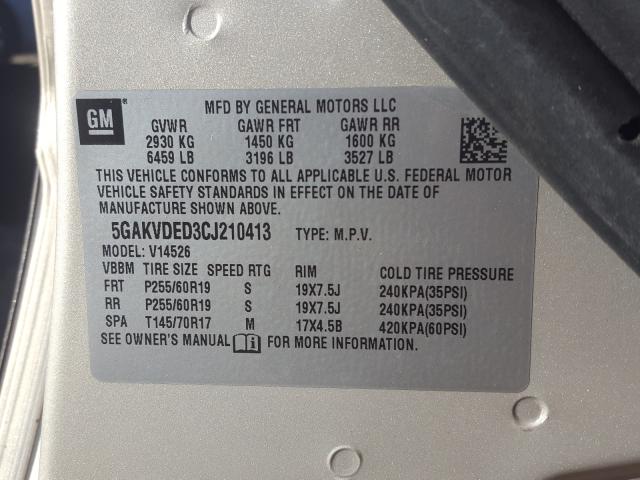 GM
MFD BY GENERAL MOTORS LLC
GVWR GAWR FRT GAWR RR
2930 KG 1450 KG 1600 KG
6459 LB 3196 LB 3527 LB
THIS VEHICLE CONFORMS TO ALL APPLICABLE U.S. FEDERAL MOTOR
VEHICLE SAFETY STANDARDS IN EFFECT ON THE DATE OF
MANUFACTURE SHOWN ABOVE.
5GAKVDED3CJ210413 TYPE: M.P.V.
MODEL: V14526
VBBM TIRE SIZE SPEED RTG RIM COLD TIRE PRESSURE
FRT P255/60R19 S 19X7.5J 240KPA(35PSI)
RR P255/60R19 S 19X7.5J 240KPA(35PSI)
SPA T145/70R17 M 17X4.5B 420KPA(60PSI)
SEE OWNER'S MANUAL FOR MORE INFORMATION.